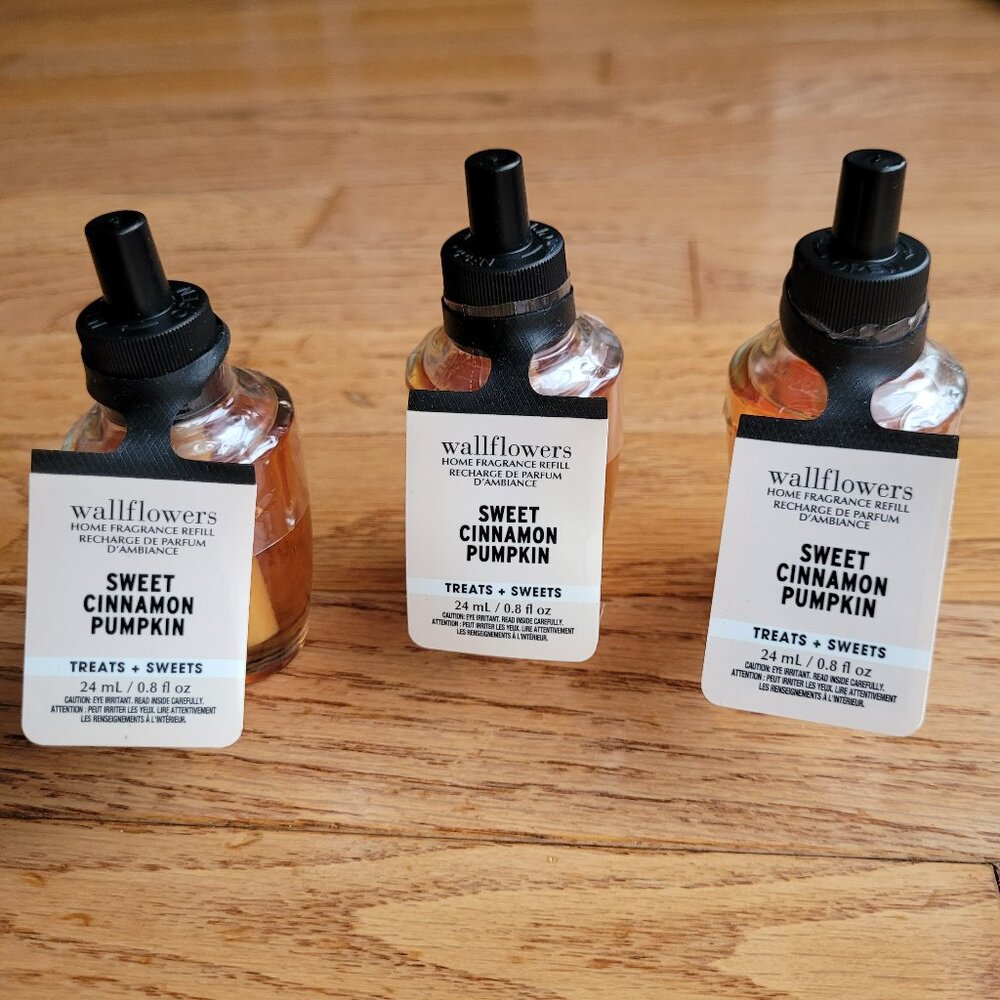 wallflowers
HOME FRAGRANCE REFILL
RECHARGE DE PARFUM
D'AMBIANCE
SWEET
CINNAMON
PUMPKIN
TREATS + SWEETS
24 mL / 0.8 fl oz
CAUTION: EYE IRRITANT. READ INSIDE CAREFULLY.
ATTENTION : PEUT IRRITER LES YEUX. LIRE ATTENTIVEMENT
LES RENSEIGNEMENTS À L'INTÉRIEUR.
wallflowers
HOME FRAGRANCE REFILL
RECHARGE DE PARFUM
D'AMBIANCE
SWEET
CINNAMON
PUMPKIN
TREATS + SWEETS
24 mL / 0.8 fl oz
CAUTION: EYE IRRITANT. READ INSIDE CAREFULLY.
ATTENTION : PEUT IRRITER LES YEUX. LIRE ATTENTIVEMENT
LES RENSEIGNEMENTS À L'INTÉRIEUR.
wallflowers
HOME FRAGRANCE REFILL
RECHARGE DE PARFUM
D'AMBIANCE
SWEET
CINNAMON
PUMPKIN
TREATS + SWEETS
24 mL / 0.8 fl oz
CAUTION: EYE IRRITANT. READ INSIDE CAREFULLY.
ATTENTION : PEUT IRRITER LES YEUX. LIRE ATTENTIVEMENT
LES RENSEIGNEMENTS À L'INTÉRIEUR.